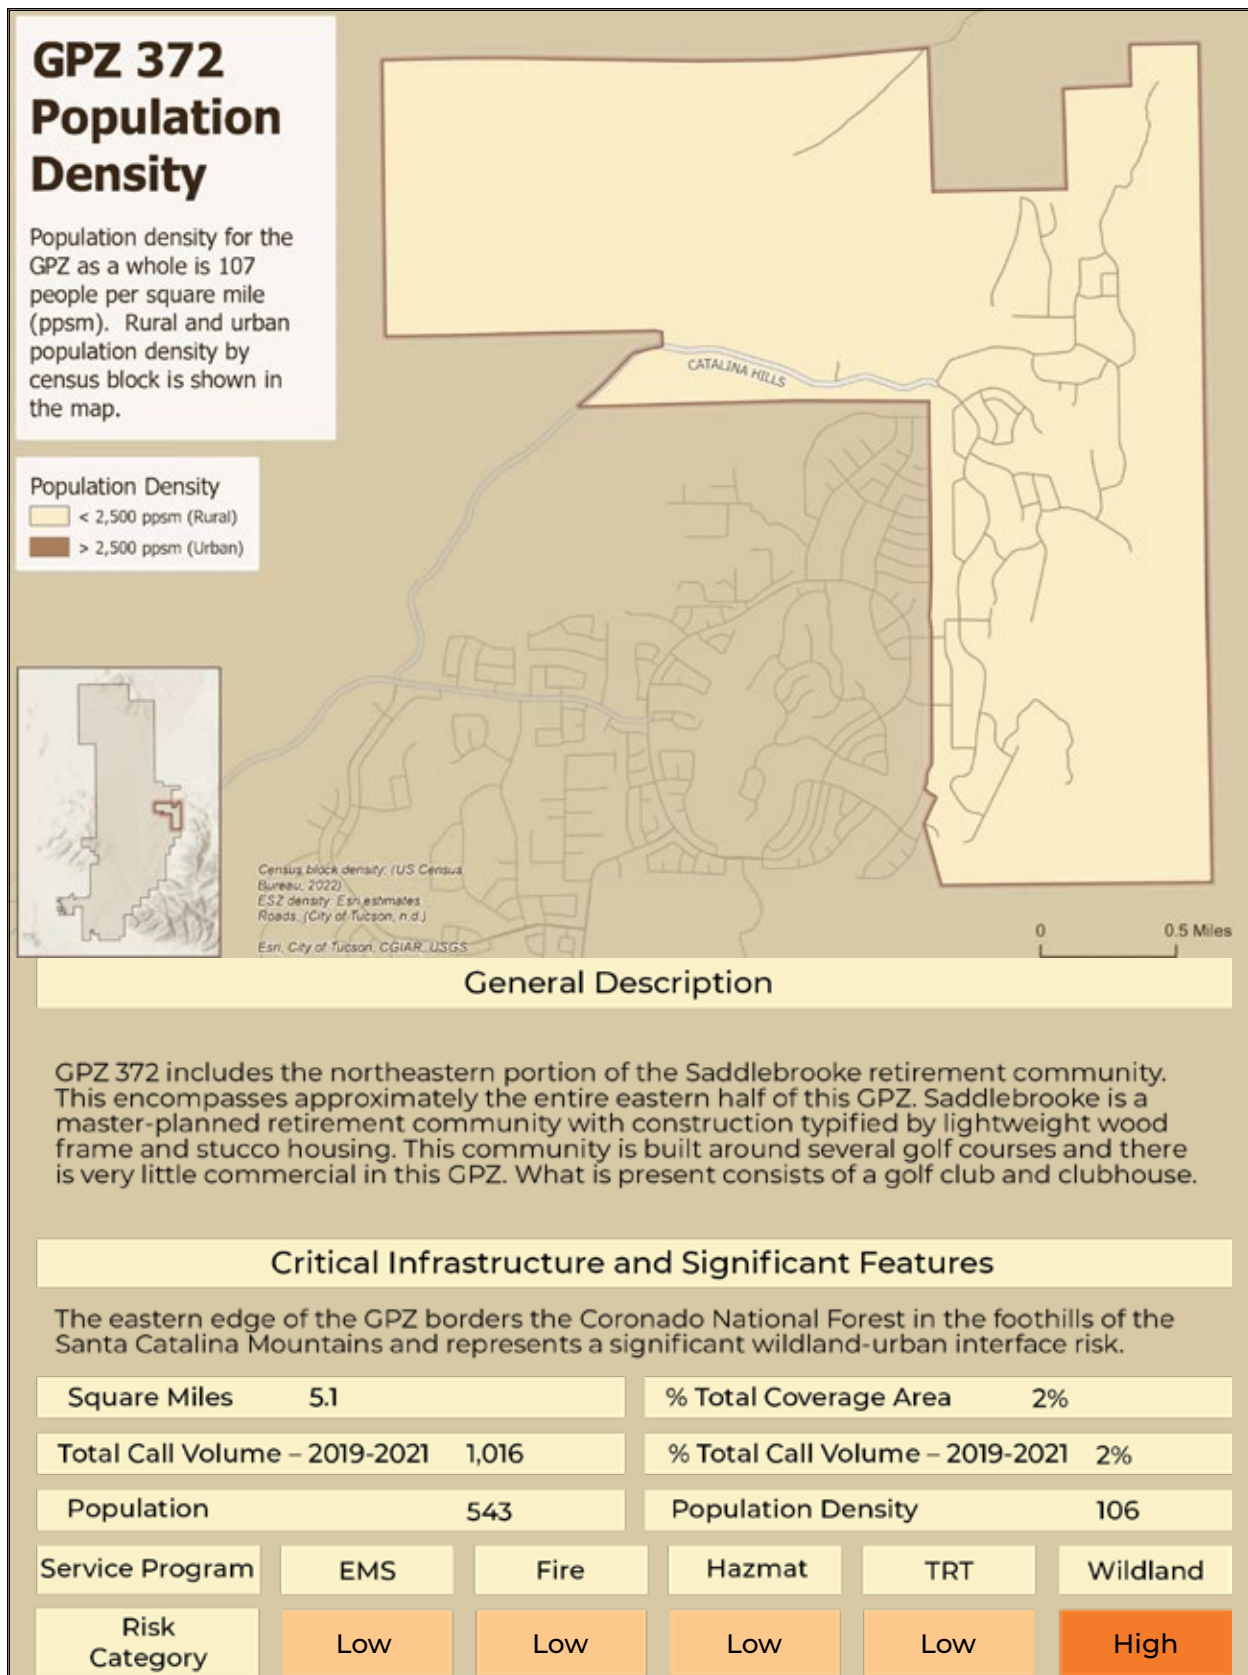 GPZ 372
Population
Density
Population density for the
GPZ as a whole is 107
people per square mile
(ppsm). Rural and urban
population density by
census block is shown in
the map.
Population Density
< 2,500 ppsm (Rural)
> 2,500 ppsm (Urban)
CATALINA HILLS
Census block density: (US Census
Bureau, 2022)
ESZ density: Esri estimates
Roads: (City of Tucson, n.d.)
Esri, City of Tucson, CGIAR, USGS
0 0.5 Miles
General Description
GPZ 372 includes the northeastern portion of the Saddlebrooke retirement community.
This encompasses approximately the entire eastern half of this GPZ. Saddlebrooke is a
master-planned retirement community with construction typified by lightweight wood
frame and stucco housing. This community is built around several golf courses and there
is very little commercial in this GPZ. What is present consists of a golf club and clubhouse.
Critical Infrastructure and Significant Features
The eastern edge of the GPZ borders the Coronado National Forest in the foothills of the
Santa Catalina Mountains and represents a significant wildland-urban interface risk.
Square Miles 5.1 % Total Coverage Area 2%
Total Call Volume – 2019-2021 1,016 % Total Call Volume – 2019-2021 2%
Population 543 Population Density 106
Service Program EMS Fire Hazmat TRT Wildland
Risk
Category Low Low Low Low High